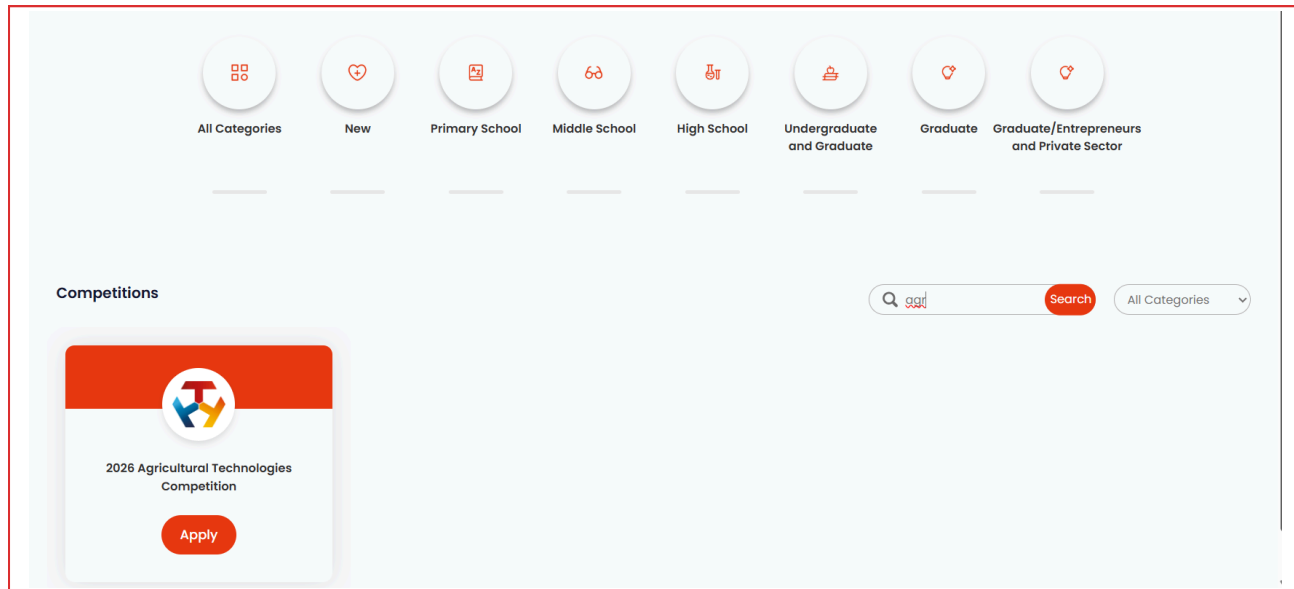 All Categories
New
Primary School
Middle School
High School
Undergraduate
and Graduate
Graduate
Graduate/Entrepreneurs
and Private Sector
Competitions
agr
Search
All Categories
2026 Agricultural Technologies
Competition
Apply